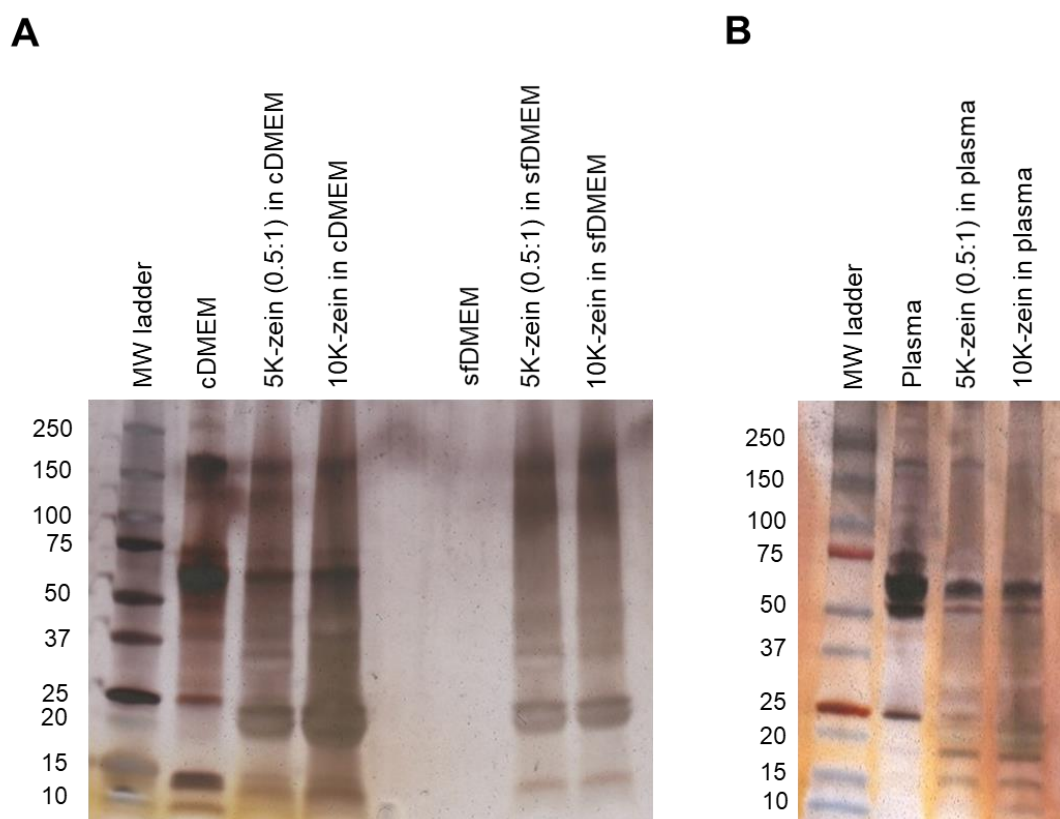 A
MW ladder
cDMEM
5K-zein (0.5:1) in cDMEM
10K-zein in cDMEM
sfDMEM
5K-zein (0.5:1) in sfDMEM
10K-zein in sfDMEM
250
150
100
75
50
37
25
20
15
10
B
MW ladder
Plasma
5K-zein (0.5:1) in plasma
10K-zein in plasma
250
150
100
75
50
37
25
20
15
10